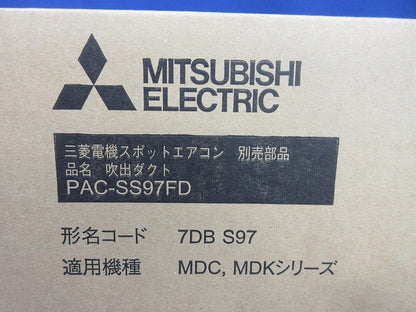 MITSUBISHI
ELECTRIC
三菱電機スポットエアコン 別売部品
品名 吹出ダクト
PAC-SS97FD
形名コード 7DB S97
適用機種 MDC, MDKシリーズ